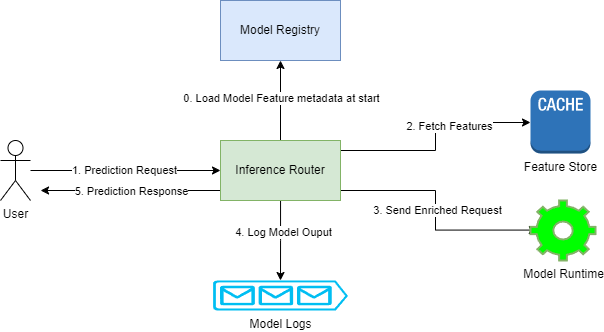 Model Registry
0. Load Model Feature metadata at start
CACHE
2. Fetch Features
Feature Store
1. Prediction Request
Inference Router
5. Prediction Response
User
3. Send Enriched Request
4. Log Model Ouput
Model Runtime
Model Logs